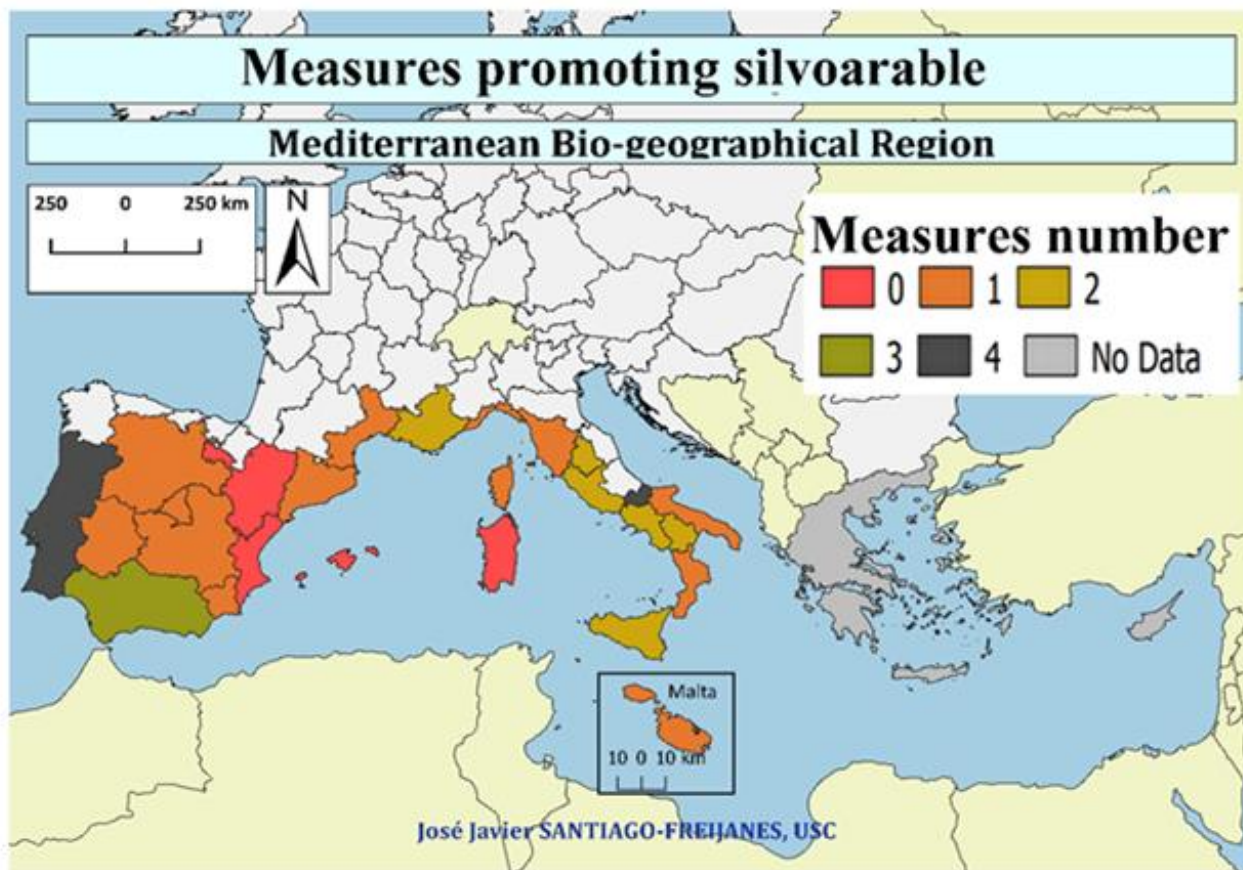 Measures promoting silvoarable
Mediterranean Bio-geographical Region
250 0 250 km
N
Measures number
0 1 2
3 4 No Data
Malta
10 0 10 km
José Javier SANTIAGO-FREIJANES, USC